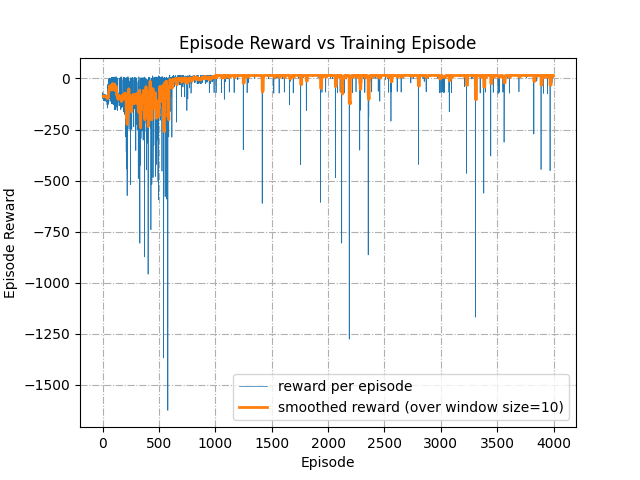 Episode Reward vs Training Episode
Episode Reward
0
−250
−500
−750
−1000
−1250
−1500
reward per episode
smoothed reward (over window size=10)
0 500 1000 1500 2000 2500 3000 3500 4000
Episode